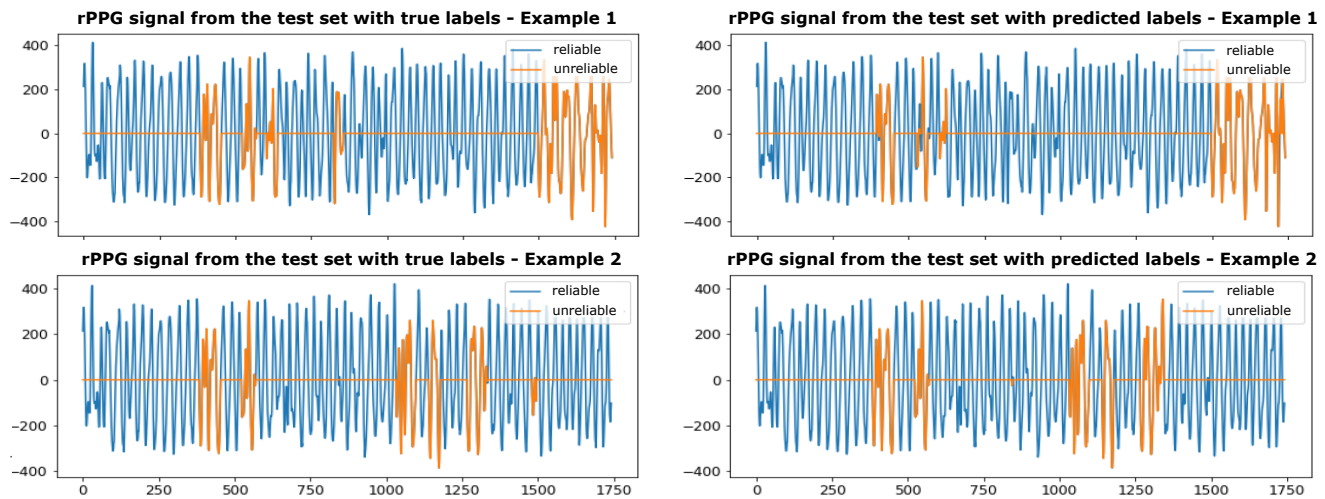 rPPG signal from the test set with true labels - Example 1
400
200
0
−200
−400
reliable
unreliable
rPPG signal from the test set with predicted labels - Example 1
400
200
0
−200
−400
reliable
unreliable
rPPG signal from the test set with true labels - Example 2
400
200
0
−200
−400
reliable
unreliable
0 250 500 750 1000 1250 1500 1750
rPPG signal from the test set with predicted labels - Example 2
400
200
0
−200
−400
reliable
unreliable
0 250 500 750 1000 1250 1500 1750